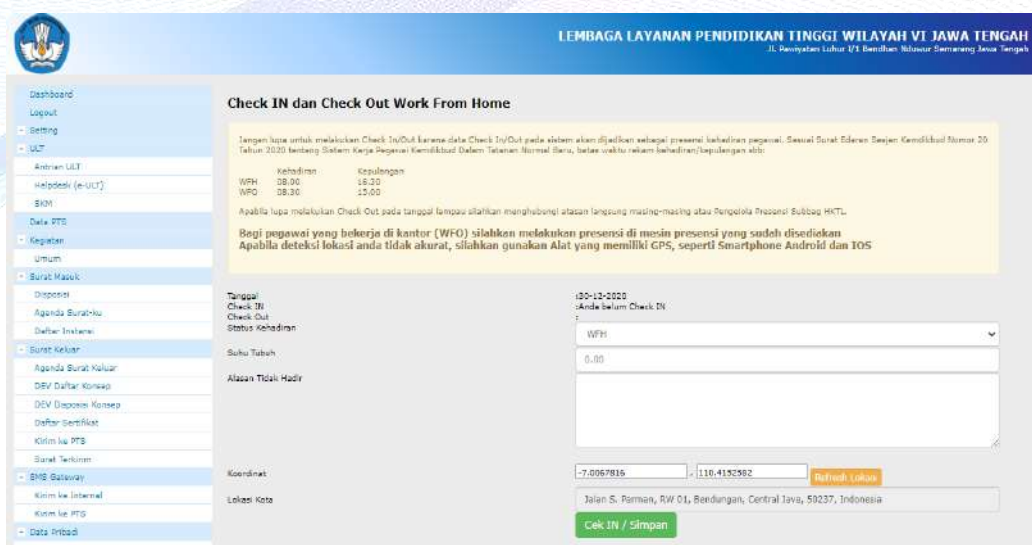 LEMBAGA LAYANAN PENDIDIKAN TINGGI WILAYAH VI JAWA TENGAH
Jl. Pawiyatan Luhur I/1 Bendhan Nduwur Semarang Jawa Tengah
Dashboard
Logout
Setting
ULT
Antrian ULT
Helpdesk (e-ULT)
BKM
Data PTS
Kegiatan
Umum
Surat Masuk
Disposisi
Agenda Surat-ku
Daftar Instansi
Surat Keluar
Agenda Surat Keluar
DEV Daftar Konsep
DEV Disposisi Konsep
Daftar Sertifikat
Kirim ke PTS
Surat Terkirim
SMS Gateway
Kirim ke Internal
Kirim ke PTS
Data Pribadi
Check IN dan Check Out Work From Home
Jangan lupa untuk melakukan Check In/Out karena data Check In/Out pada sistem akan dijadikan sebagai presensi kehadiran pegawai. Sesuai Surat Edaran Sesjen Kemdikbud Nomor 20
Tahun 2020 tentang Sistem Kerja Pegawai Kemdikbud Dalam Tatanan Normal Baru, batas waktu rekam kehadiran/kepulangan sbb:
Kehadiran Kepulangan
WFH 08.00 16.30
WFO 08.30 15.00
Apabila lupa melakukan Check Out pada tanggal lampau silahkan menghubungi atasan langsung masing-masing atau Pengelola Presensi Subbag HKTL.
Bagi pegawai yang bekerja di kantor (WFO) silahkan melakukan presensi di mesin presensi yang sudah disediakan
Apabila deteksi lokasi anda tidak akurat, silahkan gunakan Alat yang memiliki GPS, seperti Smartphone Android dan IOS
Tanggal :30-12-2020
Check IN :Anda belum Check IN
Check Out :
Status Kehadiran WFH
Suhu Tubuh 0.00
Alasan Tidak Hadir
Koordinat -7.0067816 , 110.4152582 Refresh Lokasi
Lokasi Kota Jalan S. Parman, RW 01, Bendungan, Central Java, 50237, Indonesia
Cek IN / Simpan